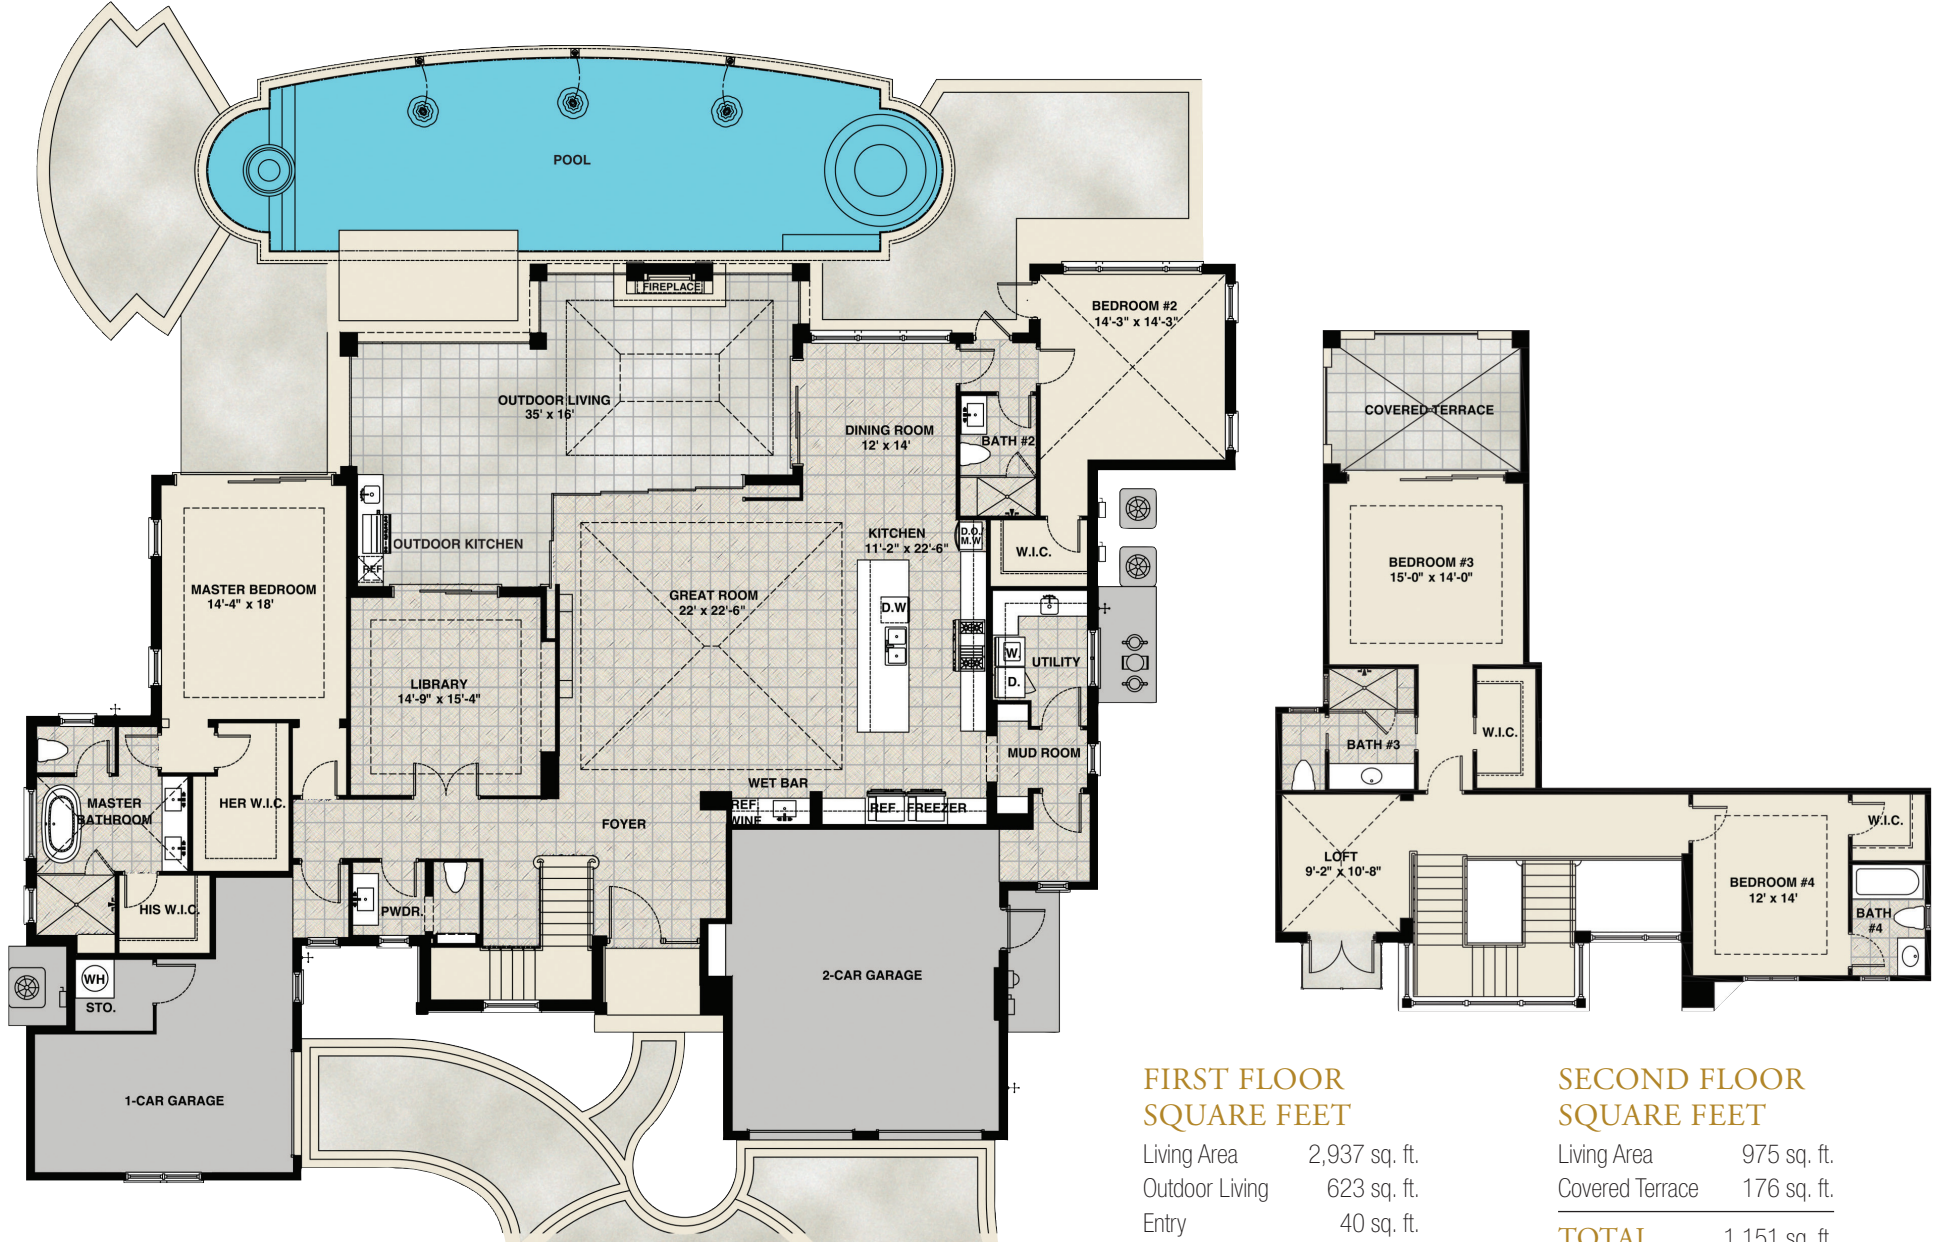 POOL
FIREPLACE
BEDROOM #2
14'-3" x 14'-3"
OUTDOOR LIVING
35' x 16'
DINING ROOM
12' x 14'
BATH #2
COVERED TERRACE
OUTDOOR KITCHEN
REF
KITCHEN
11'-2" x 22'-6"
D.O./
M.W
W.I.C.
MASTER BEDROOM
14'-4" x 18'
GREAT ROOM
22' x 22'-6"
D.W
BEDROOM #3
15'-0" x 14'-0"
LIBRARY
14'-9" x 15'-4"
W.
D.
UTILITY
MUD ROOM
BATH #3
W.I.C.
MASTER
BATHROOM
HER W.I.C.
WET BAR
REF.
WINE
REF.
FREEZER
FOYER
LOFT
9'-2" x 10'-8"
W.I.C.
BEDROOM #4
12' x 14'
BATH
#4
HIS W.I.C.
PWDR.
WH
STO.
2-CAR GARAGE
1-CAR GARAGE
FIRST FLOOR
SQUARE FEET
Living Area 2,937 sq. ft.
Outdoor Living 623 sq. ft.
Entry 40 sq. ft.
SECOND FLOOR
SQUARE FEET
Living Area 975 sq. ft.
Covered Terrace 176 sq. ft.
TOTAL 1,151 sq. ft.